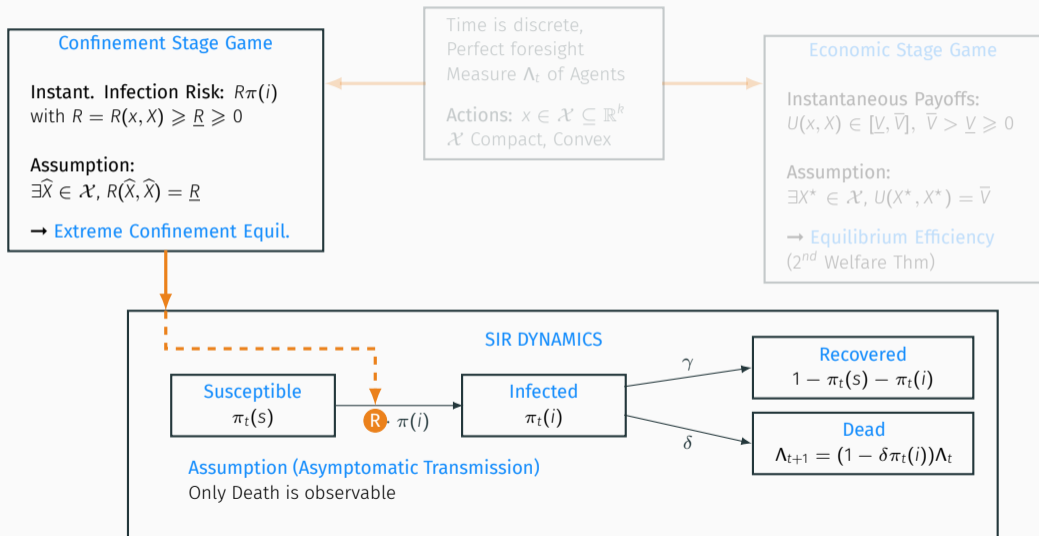 Confinement Stage Game
Instant. Infection Risk: Rπ(i)
with R = R(x, X) ⩾ R̲ ⩾ 0
Assumption:
∃X̂ ∈ 𝒳, R(X̂, X̂) = R̲
→ Extreme Confinement Equil.
Time is discrete,
Perfect foresight
Measure Λₜ of Agents
Actions: x ∈ 𝒳 ⊆ ℝᵏ
𝒳 Compact, Convex
Economic Stage Game
Instantaneous Payoffs:
U(x, X) ∈ [V̲, V̅], V̅ > V̲ ⩾ 0
Assumption:
∃X⋆ ∈ 𝒳, U(X⋆, X⋆) = V̅
→ Equilibrium Efficiency
(2ⁿᵈ Welfare Thm)
SIR DYNAMICS
Susceptible
πₜ(s)
R · π(i)
Infected
πₜ(i)
γ
δ
Recovered
1 − πₜ(s) − πₜ(i)
Dead
Λₜ₊₁ = (1 − δπₜ(i))Λₜ
Assumption (Asymptomatic Transmission)
Only Death is observable